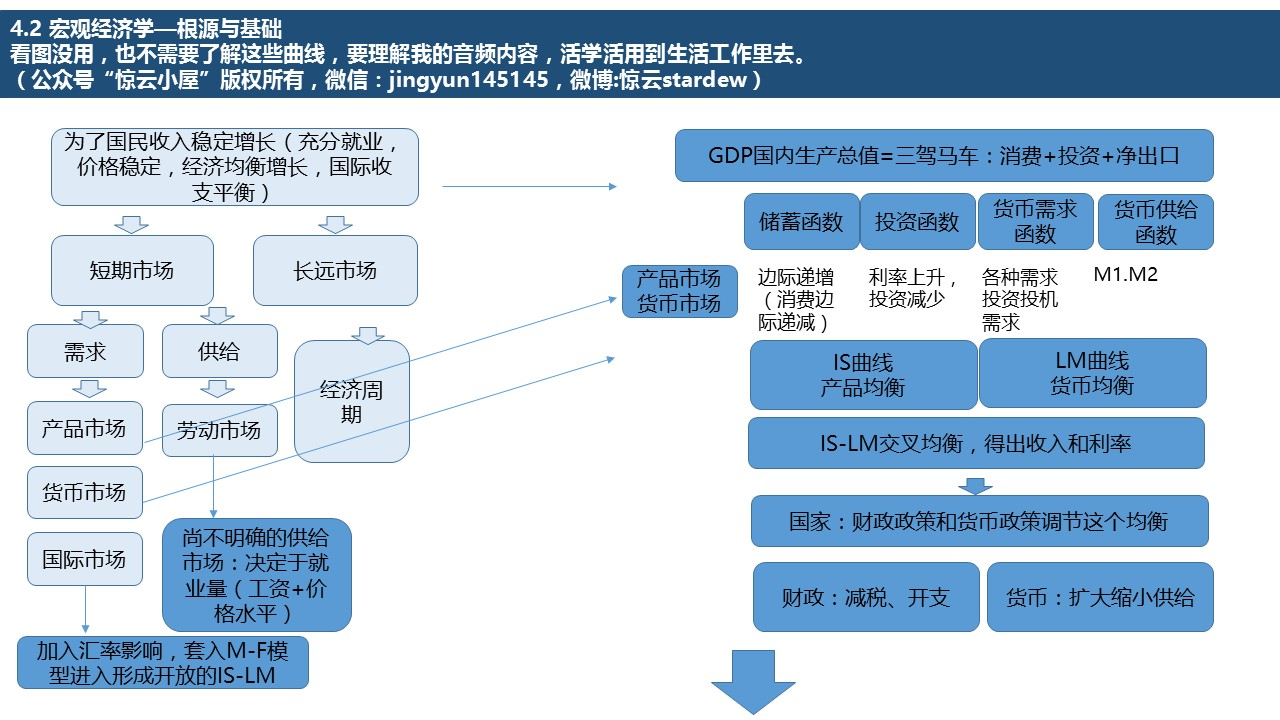 4.2 宏观经济学—根源与基础
看图没用，也不需要了解这些曲线，要理解我的音频内容，活学活用到生活工作里去。
（公众号“惊云小屋”版权所有，微信：jingyun145145，微博:惊云stardew）
为了国民收入稳定增长（充分就业，
价格稳定，经济均衡增长，国际收
支平衡）
短期市场
长远市场
需求
供给
经济周
期
产品市场
劳动市场
货币市场
国际市场
尚不明确的供给
市场：决定于就
业量（工资+价
格水平）
加入汇率影响，套入M-F模
型进入形成开放的IS-LM
GDP国内生产总值=三驾马车：消费+投资+净出口
储蓄函数
投资函数
货币需求
函数
货币供给
函数
产品市场
货币市场
边际递增
（消费边
际递减）
利率上升，
投资减少
各种需求
投资投机
需求
M1.M2
IS曲线
产品均衡
LM曲线
货币均衡
IS-LM交叉均衡，得出收入和利率
国家：财政政策和货币政策调节这个均衡
财政：减税、开支
货币：扩大缩小供给